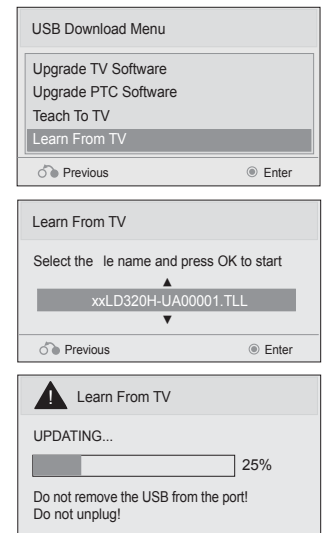 USB Download Menu
Upgrade TV Software
Upgrade PTC Software
Teach To TV
Learn From TV
Previous
Enter
Learn From TV
Select the le name and press OK to start
xxLD320H-UA00001.TLL
Previous
Enter
Learn From TV
UPDATING...
25%
Do not remove the USB from the port!
Do not unplug!